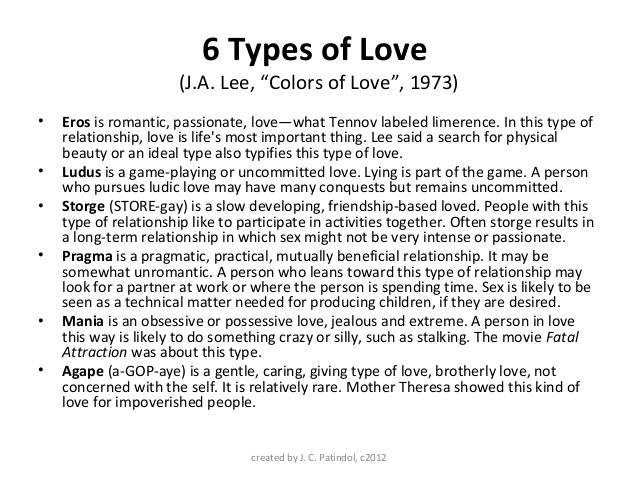 6 Types of Love
(J.A. Lee, “Colors of Love”, 1973)
• Eros is romantic, passionate, love—what Tennov labeled limerence. In this type of
relationship, love is life's most important thing. Lee said a search for physical
beauty or an ideal type also typifies this type of love.
• Ludus is a game-playing or uncommitted love. Lying is part of the game. A person
who pursues ludic love may have many conquests but remains uncommitted.
• Storge (STORE-gay) is a slow developing, friendship-based loved. People with this
type of relationship like to participate in activities together. Often storge results in
a long-term relationship in which sex might not be very intense or passionate.
• Pragma is a pragmatic, practical, mutually beneficial relationship. It may be
somewhat unromantic. A person who leans toward this type of relationship may
look for a partner at work or where the person is spending time. Sex is likely to be
seen as a technical matter needed for producing children, if they are desired.
• Mania is an obsessive or possessive love, jealous and extreme. A person in love
this way is likely to do something crazy or silly, such as stalking. The movie Fatal
Attraction was about this type.
• Agape (a-GOP-aye) is a gentle, caring, giving type of love, brotherly love, not
concerned with the self. It is relatively rare. Mother Theresa showed this kind of
love for impoverished people.
created by J. C. Patindol, c2012